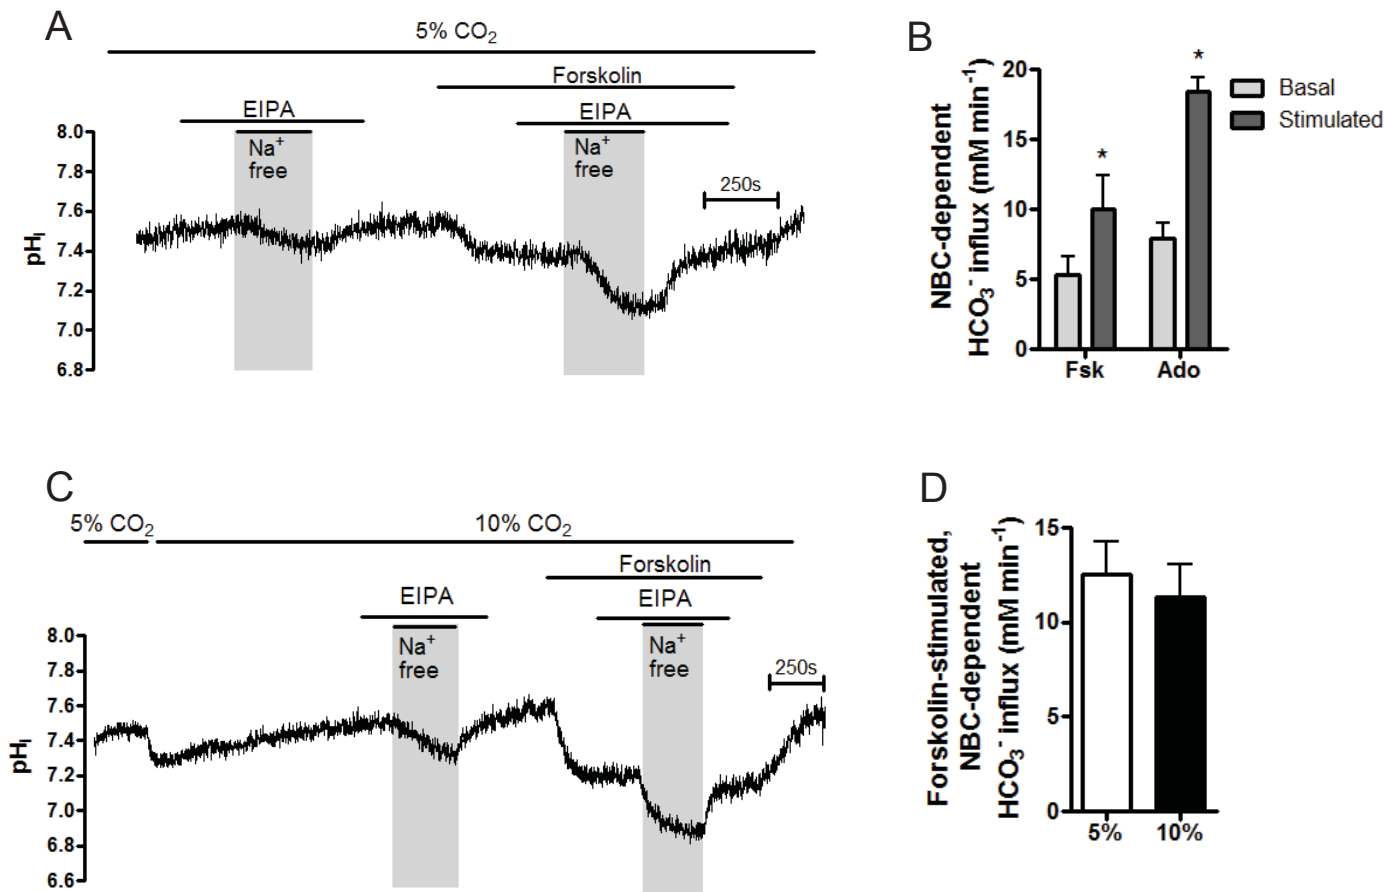 A
5% CO₂
Forskolin
EIPA
EIPA
Na⁺
free
Na⁺
free
250s
8.0
7.8
7.6
7.4
7.2
7.0
6.8
pHᵢ
B
NBC-dependent
HCO₃⁻ influx (mM min⁻¹)
20
15
10
5
0
*
*
Fsk
Ado
Basal
Stimulated
C
5% CO₂
10% CO₂
Forskolin
EIPA
EIPA
Na⁺
free
Na⁺
free
250s
8.0
7.6
7.4
7.2
7.0
6.8
6.6
pHᵢ
D
Forskolin-stimulated,
NBC-dependent
HCO₃⁻ influx (mM min⁻¹)
15
10
5
0
5%
10%